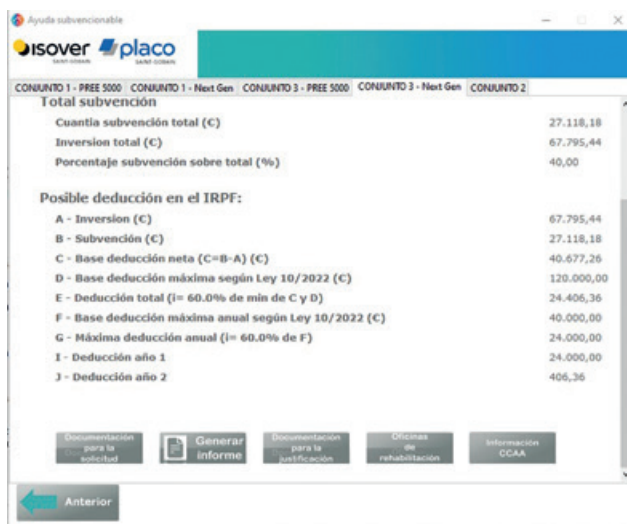 Ayuda subvencionable
isover placo
SAINT-GOBAIN SAINT-GOBAIN
CONJUNTO 1 - PREE 5000 CONJUNTO 1 - Next Gen CONJUNTO 3 - PREE 5000 CONJUNTO 3 - Next Gen CONJUNTO 2
Total subvención
Cuantia subvención total (€) 27.118,18
Inversion total (€) 67.795,44
Porcentaje subvención sobre total (%) 40,00
Posible deducción en el IRPF:
A - Inversion (€) 67.795,44
B - Subvención (€) 27.118,18
C - Base deducción neta (C=B-A) (€) 40.677,26
D - Base deducción máxima según Ley 10/2022 (€) 120.000,00
E - Deducción total (i= 60.0% de min de C y D) 24.406,36
F - Base deducción máxima anual según Ley 10/2022 (€) 40.000,00
G - Máxima deducción anual (i= 60.0% de F) 24.000,00
I - Deducción año 1 24.000,00
J - Deducción año 2 406,36
Documentación para la solicitud
Generar informe
Documentación para la justificación
Oficinas de rehabilitación
Información CCAA
Anterior